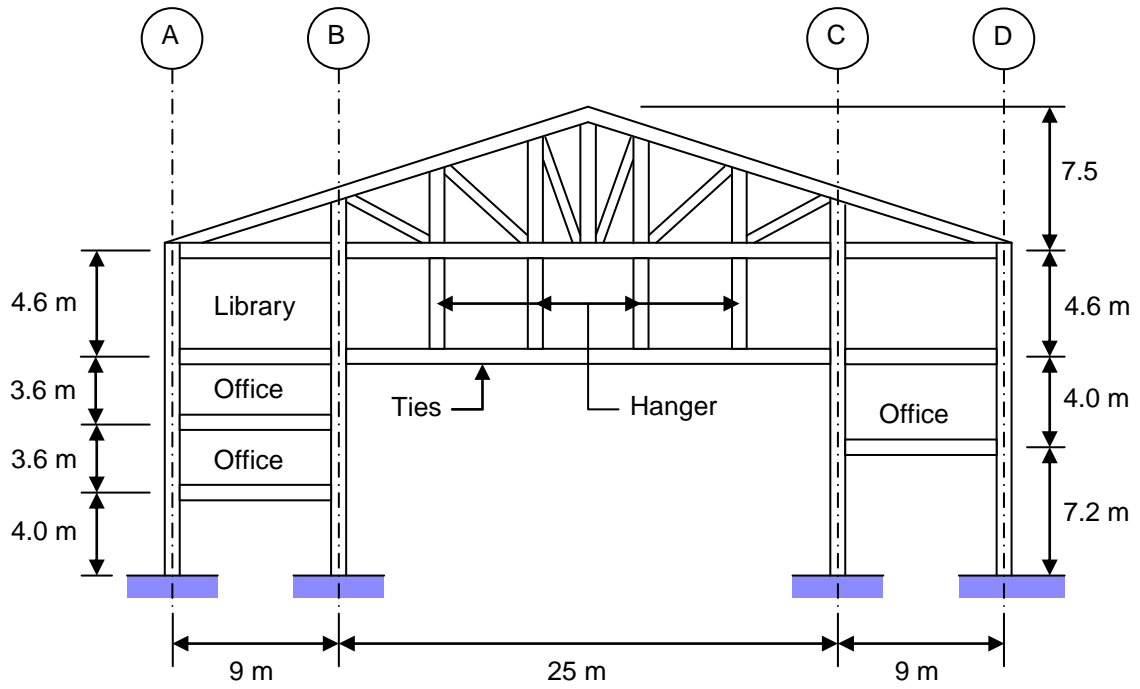 A
B
C
D
7.5
4.6 m
Library
4.6 m
3.6 m
Office
Ties
Hanger
Office
4.0 m
3.6 m
Office
4.0 m
7.2 m
9 m
25 m
9 m